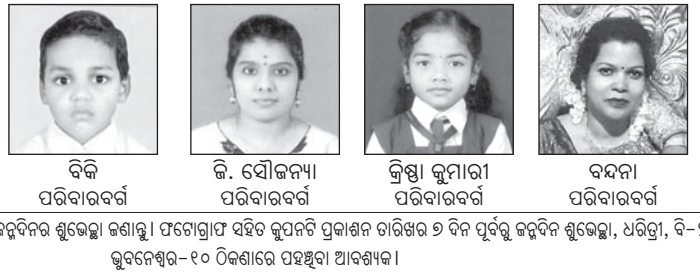 ବିକି
ପରିବାରବର୍ଗ
ଜି. ସୌଜନ୍ୟା
ପରିବାରବର୍ଗ
କ୍ରିଷ୍ଣା କୁମାରୀ
ପରିବାରବର୍ଗ
ବନ୍ଦନା
ପରିବାରବର୍ଗ
ଜନ୍ମଦିନର ଶୁଭେଚ୍ଛା ଜଣାନ୍ତୁ। ଫଟୋଗ୍ରାଫ ସହିତ କୁପନଟି ପ୍ରକାଶନ ତାରିଖର ୭ ଦିନ ପୂର୍ବରୁ ଜନ୍ମଦିନ ଶୁଭେଚ୍ଛା, ଧରିତ୍ରୀ, ବି-
ଭୁବନେଶ୍ୱର-୧୦ ଠିକଣାରେ ପହଞ୍ଚିବା ଆବଶ୍ୟକ।